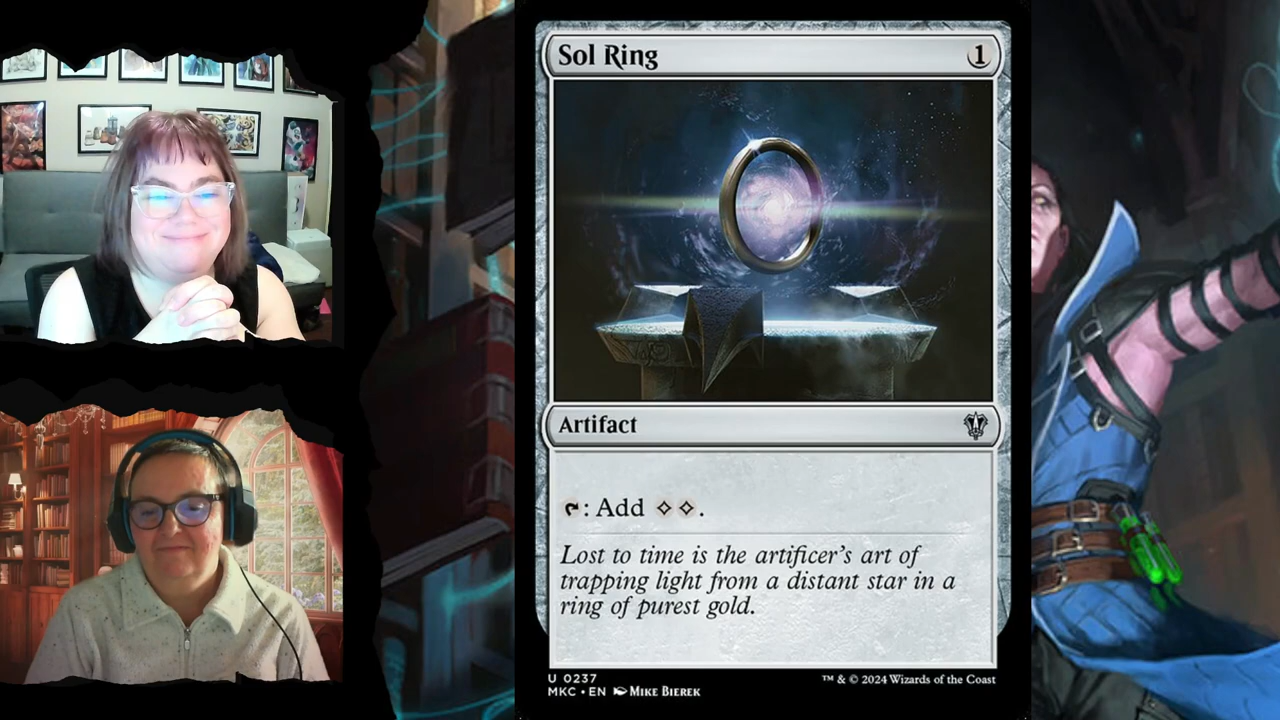 Sol Ring 1
Artifact
: Add .
Lost to time is the artificer's art of
trapping light from a distant star in a
ring of purest gold.
U 0237
MKC • EN Mike Bierek
™ & © 2024 Wizards of the Coast